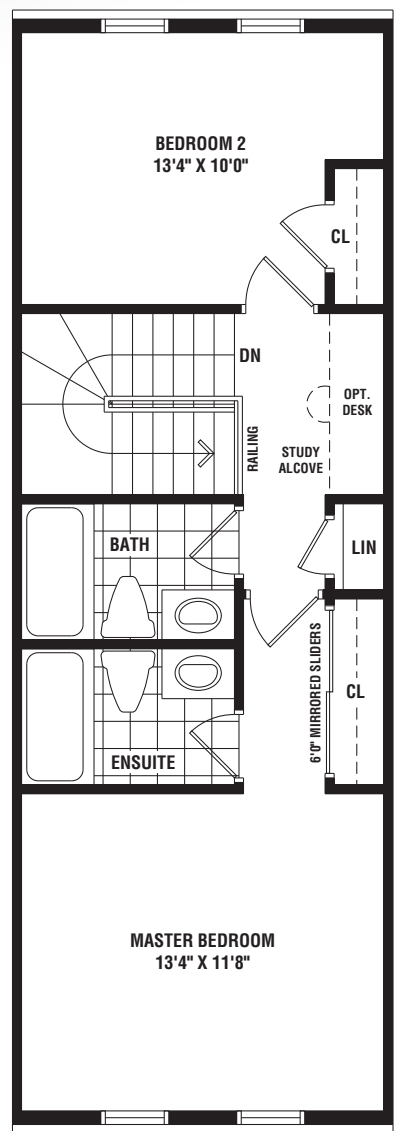 BEDROOM 2
13'4" X 10'0"
CL
DN
OPT.
DESK
RAILING
STUDY
ALCOVE
BATH
LIN
6'0" MIRRORED SLIDERS
CL
ENSUITE
MASTER BEDROOM
13'4" X 11'8"